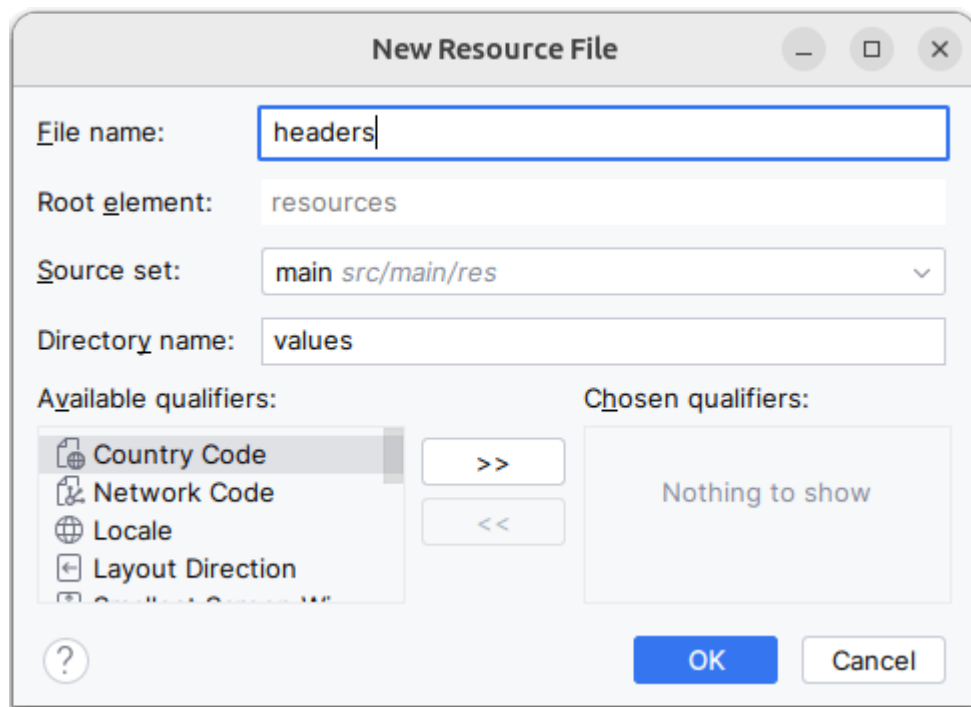 New Resource File
File name: headers
Root element: resources
Source set: main src/main/res
Directory name: values
Available qualifiers: Chosen qualifiers:
Country Code >>
Network Code Nothing to show
Locale <<
Layout Direction
? OK Cancel